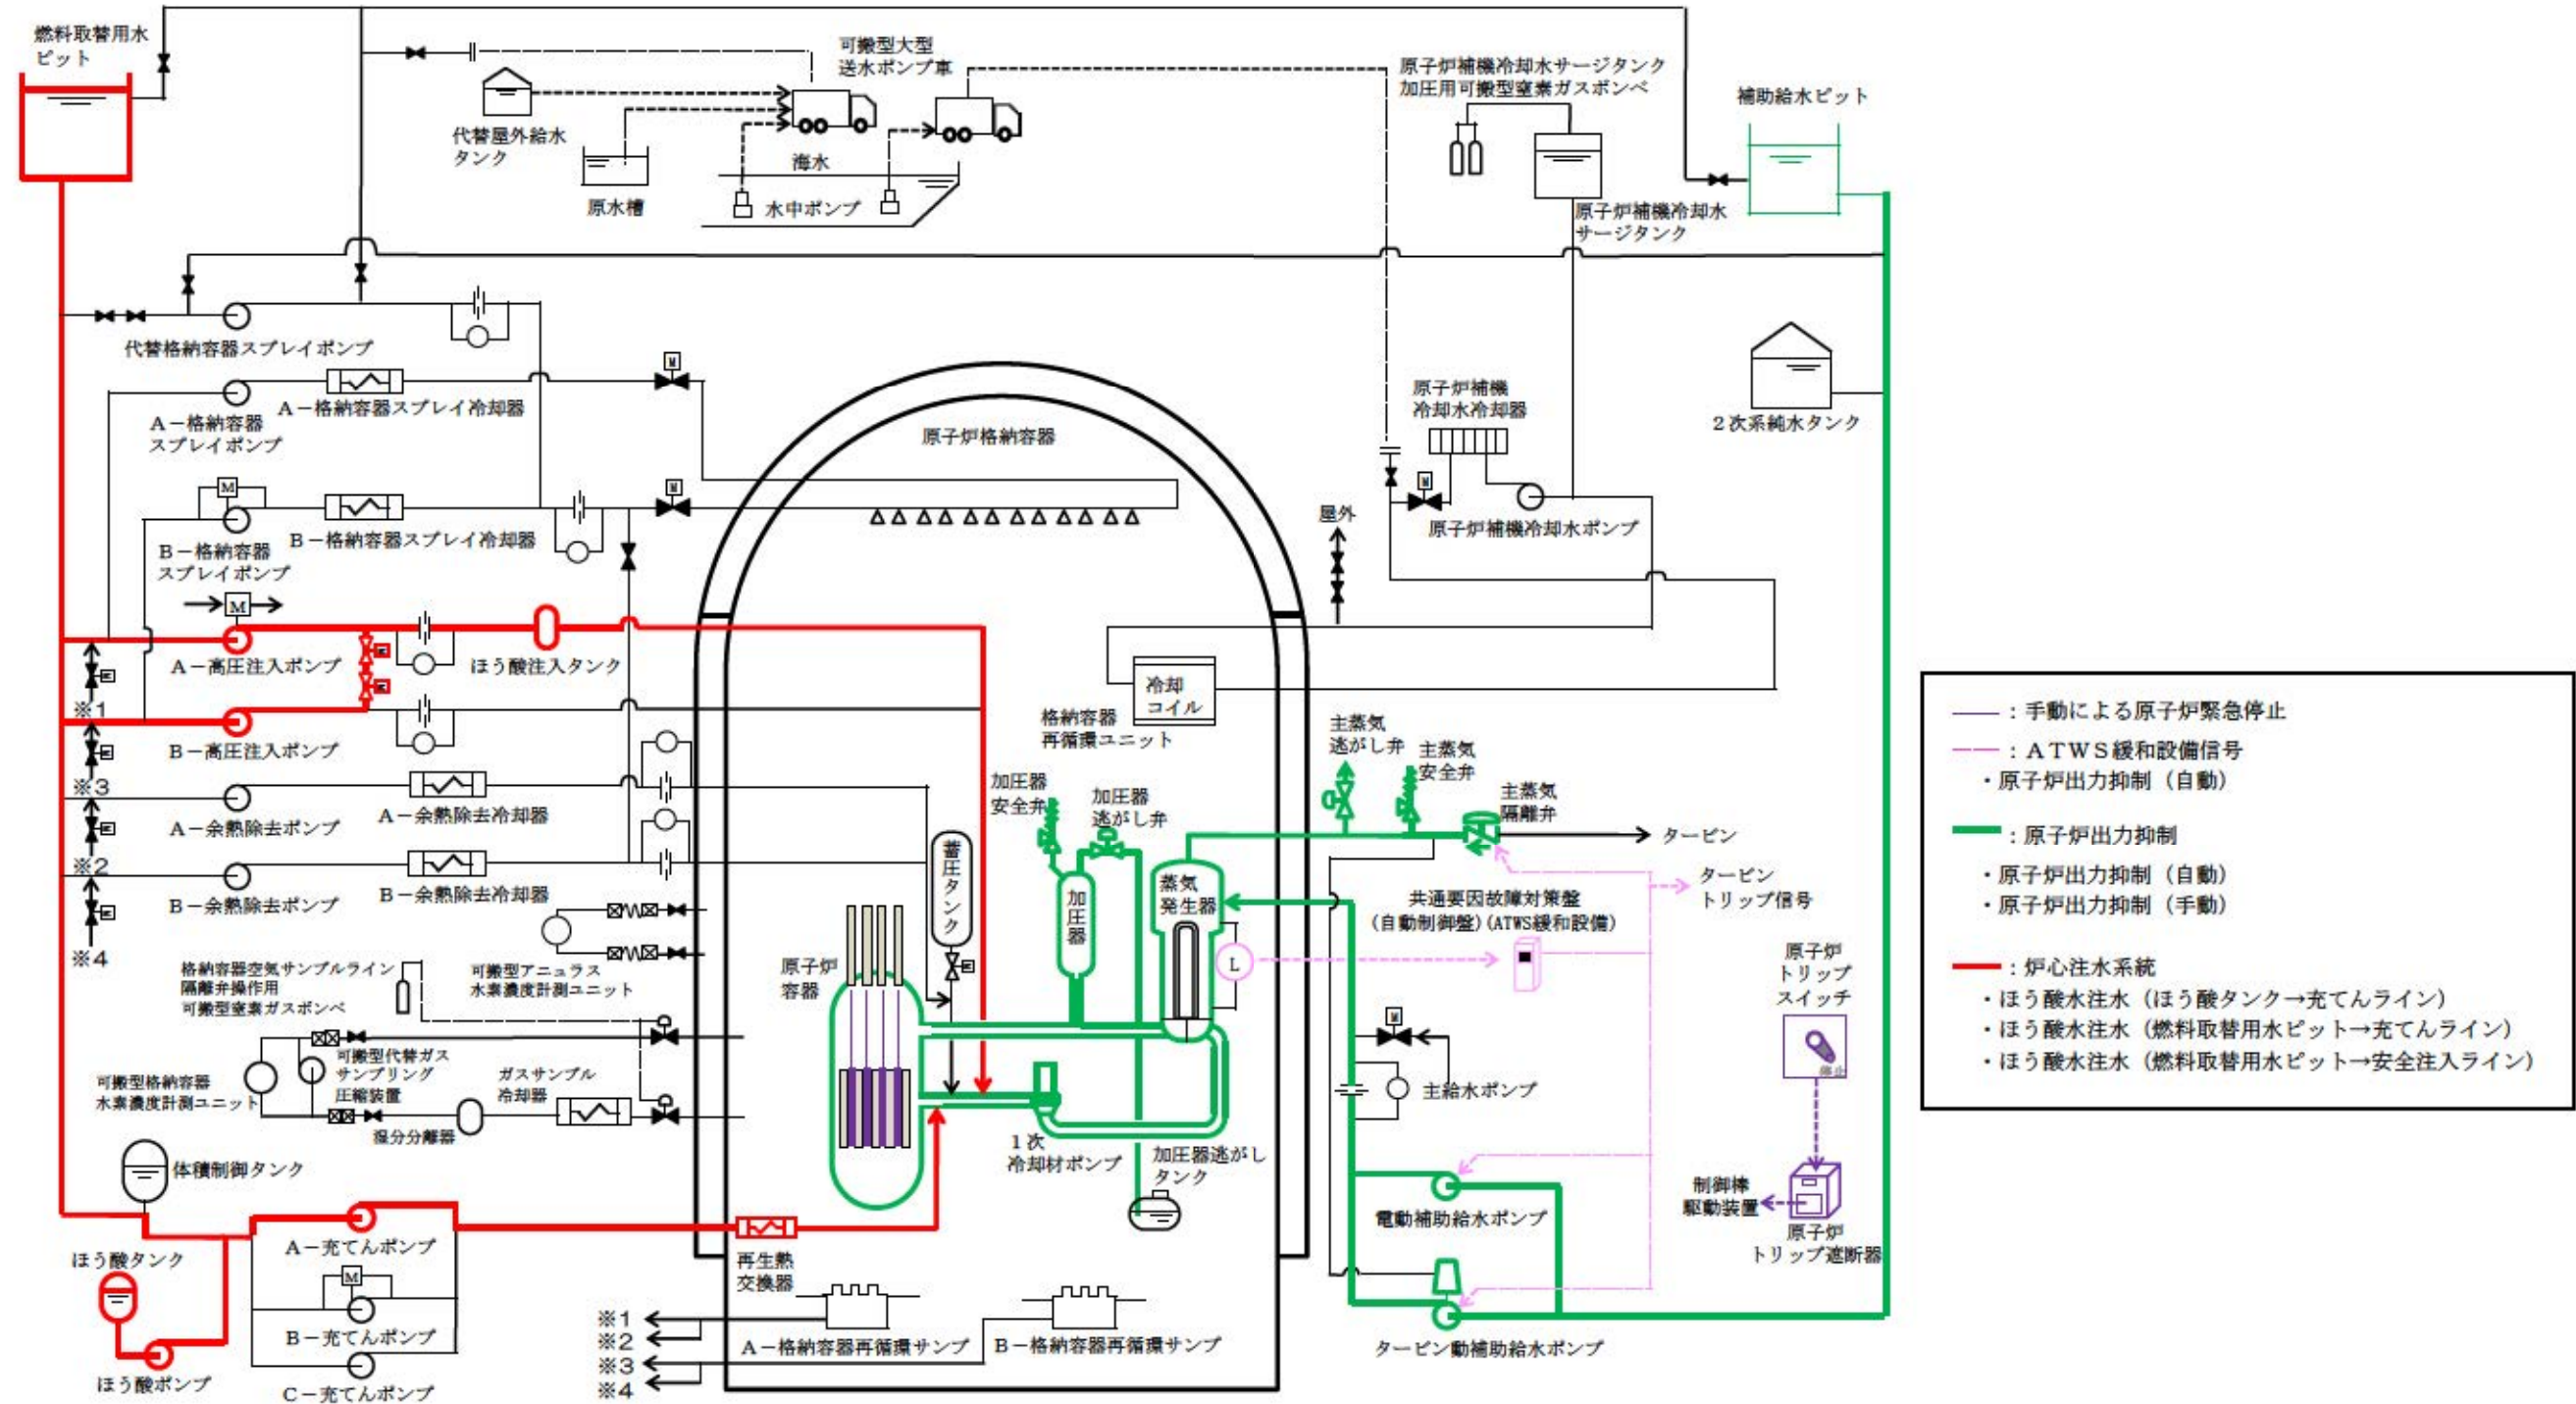 燃料取替用水
ピット
代替屋外給水
タンク
原水槽
可搬型大型
送水ポンプ車
海水
水中ポンプ
原子炉補機冷却水サージタンク
加圧用可搬型窒素ガスボンベ
原子炉補機冷却水
サージタンク
補助給水ピット
代替格納容器スプレイポンプ
A-格納容器
スプレイポンプ
A-格納容器スプレイ冷却器
M
M
B-格納容器
スプレイポンプ
B-格納容器スプレイ冷却器
M
原子炉格納容器
原子炉補機
冷却水冷却器
M
原子炉補機冷却水ポンプ
2次系純水タンク
屋外
M
A-高圧注入ポンプ
ほう酸注入タンク
※1
B-高圧注入ポンプ
※3
A-余熱除去ポンプ
A-余熱除去冷却器
※2
B-余熱除去ポンプ
B-余熱除去冷却器
※4
冷却
コイル
格納容器
再循環ユニット
加圧器
安全弁
加圧器
逃がし弁
主蒸気
逃がし弁
主蒸気
安全弁
主蒸気
隔離弁
タービン
タービン
トリップ信号
蓄圧タンク
加圧器
蒸気
発生器
L
共通要因故障対策盤
(自動制御盤)(ATWS緩和設備)
原子炉
容器
格納容器空気サンプルライン
隔離弁操作用
可搬型窒素ガスボンベ
可搬型アニュラス
水素濃度計測ユニット
可搬型格納容器
水素濃度計測ユニット
可搬型代替ガス
サンプリング
圧縮装置
ガスサンプル
冷却器
湿分分離器
1次
冷却材ポンプ
加圧器逃がし
タンク
M
主給水ポンプ
電動補助給水ポンプ
タービン動補助給水ポンプ
原子炉
トリップ
スイッチ
停止
制御棒
駆動装置
原子炉
トリップ遮断器
体積制御タンク
ほう酸タンク
ほう酸ポンプ
A-充てんポンプ
M
B-充てんポンプ
C-充てんポンプ
再生熱
交換器
※1
※2
※3
※4
A-格納容器再循環サンプ
B-格納容器再循環サンプ
:手動による原子炉緊急停止
:ATWS緩和設備信号
・原子炉出力抑制(自動)
:原子炉出力抑制
・原子炉出力抑制(自動)
・原子炉出力抑制(手動)
:炉心注水系統
・ほう酸水注水(ほう酸タンク→充てんライン)
・ほう酸水注水(燃料取替用水ピット→充てんライン)
・ほう酸水注水(燃料取替用水ピット→安全注入ライン)